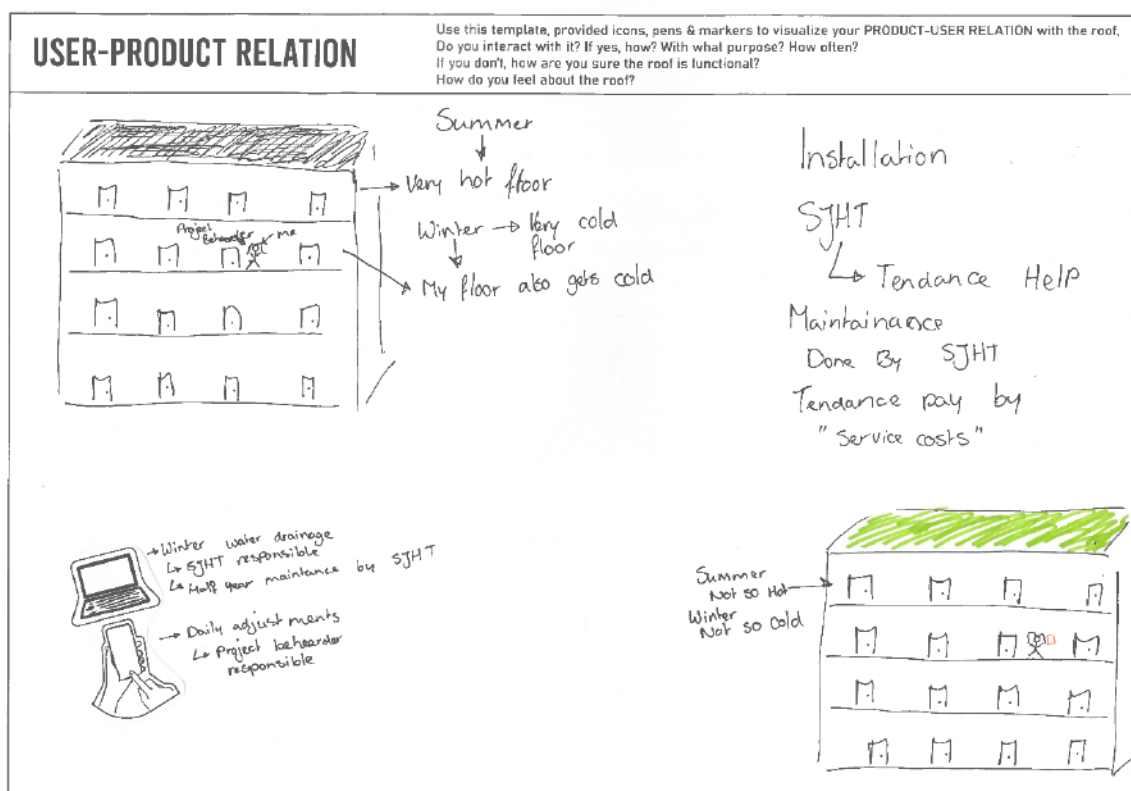 USER-PRODUCT RELATION
Use this template, provided icons, pens & markers to visualize your PRODUCT-USER RELATION with the roof.
Do you interact with it? If yes, how? With what purpose? How often?
If you don't, how are you sure the roof is functional?
How do you feel about the roof?
Summer
Very hot floor
Winter → Very cold
floor
My floor also gets cold
Project
Me
Installation
SJHT
Tendance Help
Maintainance
Done By SJHT
Tendance pay by
"Service costs"
Winter water drainage
SJHT responsible
Half year maintance by SJHT
Daily adjustments
Project beheerder
responsible
Summer
Not so Hot
Winter
Not so Cold